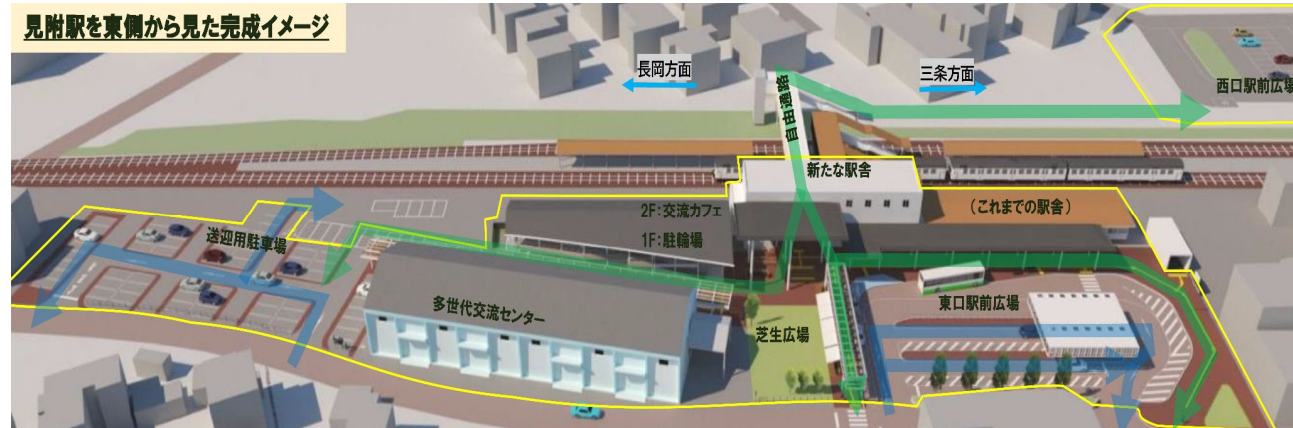 見附駅を東側から見た完成イメージ
長岡方面
三条方面
西口駅前広場
自由通路
新たな駅舎
2F:交流カフェ
1F:駐輪場
(これまでの駅舎)
送迎用駐車場
多世代交流センター
芝生広場
東口駅前広場